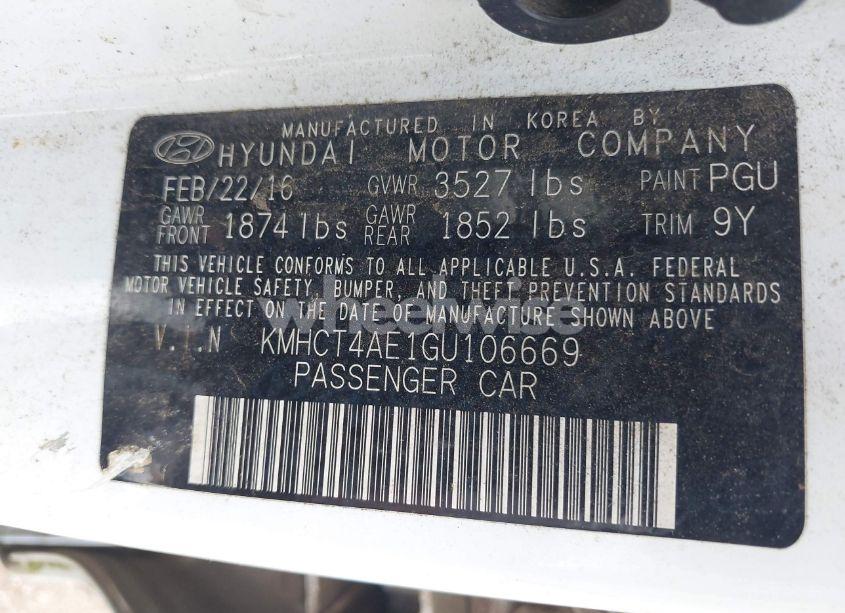 MANUFACTURED IN KOREA BY
HYUNDAI MOTOR COMPANY
FEB/22/16 GVWR 3527 lbs PAINT PGU
GAWR FRONT 1874 lbs GAWR REAR 1852 lbs TRIM 9Y
THIS VEHICLE CONFORMS TO ALL APPLICABLE U.S.A. FEDERAL
MOTOR VEHICLE SAFETY, BUMPER, AND THEFT PREVENTION STANDARDS
IN EFFECT ON THE DATE OF MANUFACTURE SHOWN ABOVE
wheelwise
V.I.N KMHCT4AE1GU106669
PASSENGER CAR